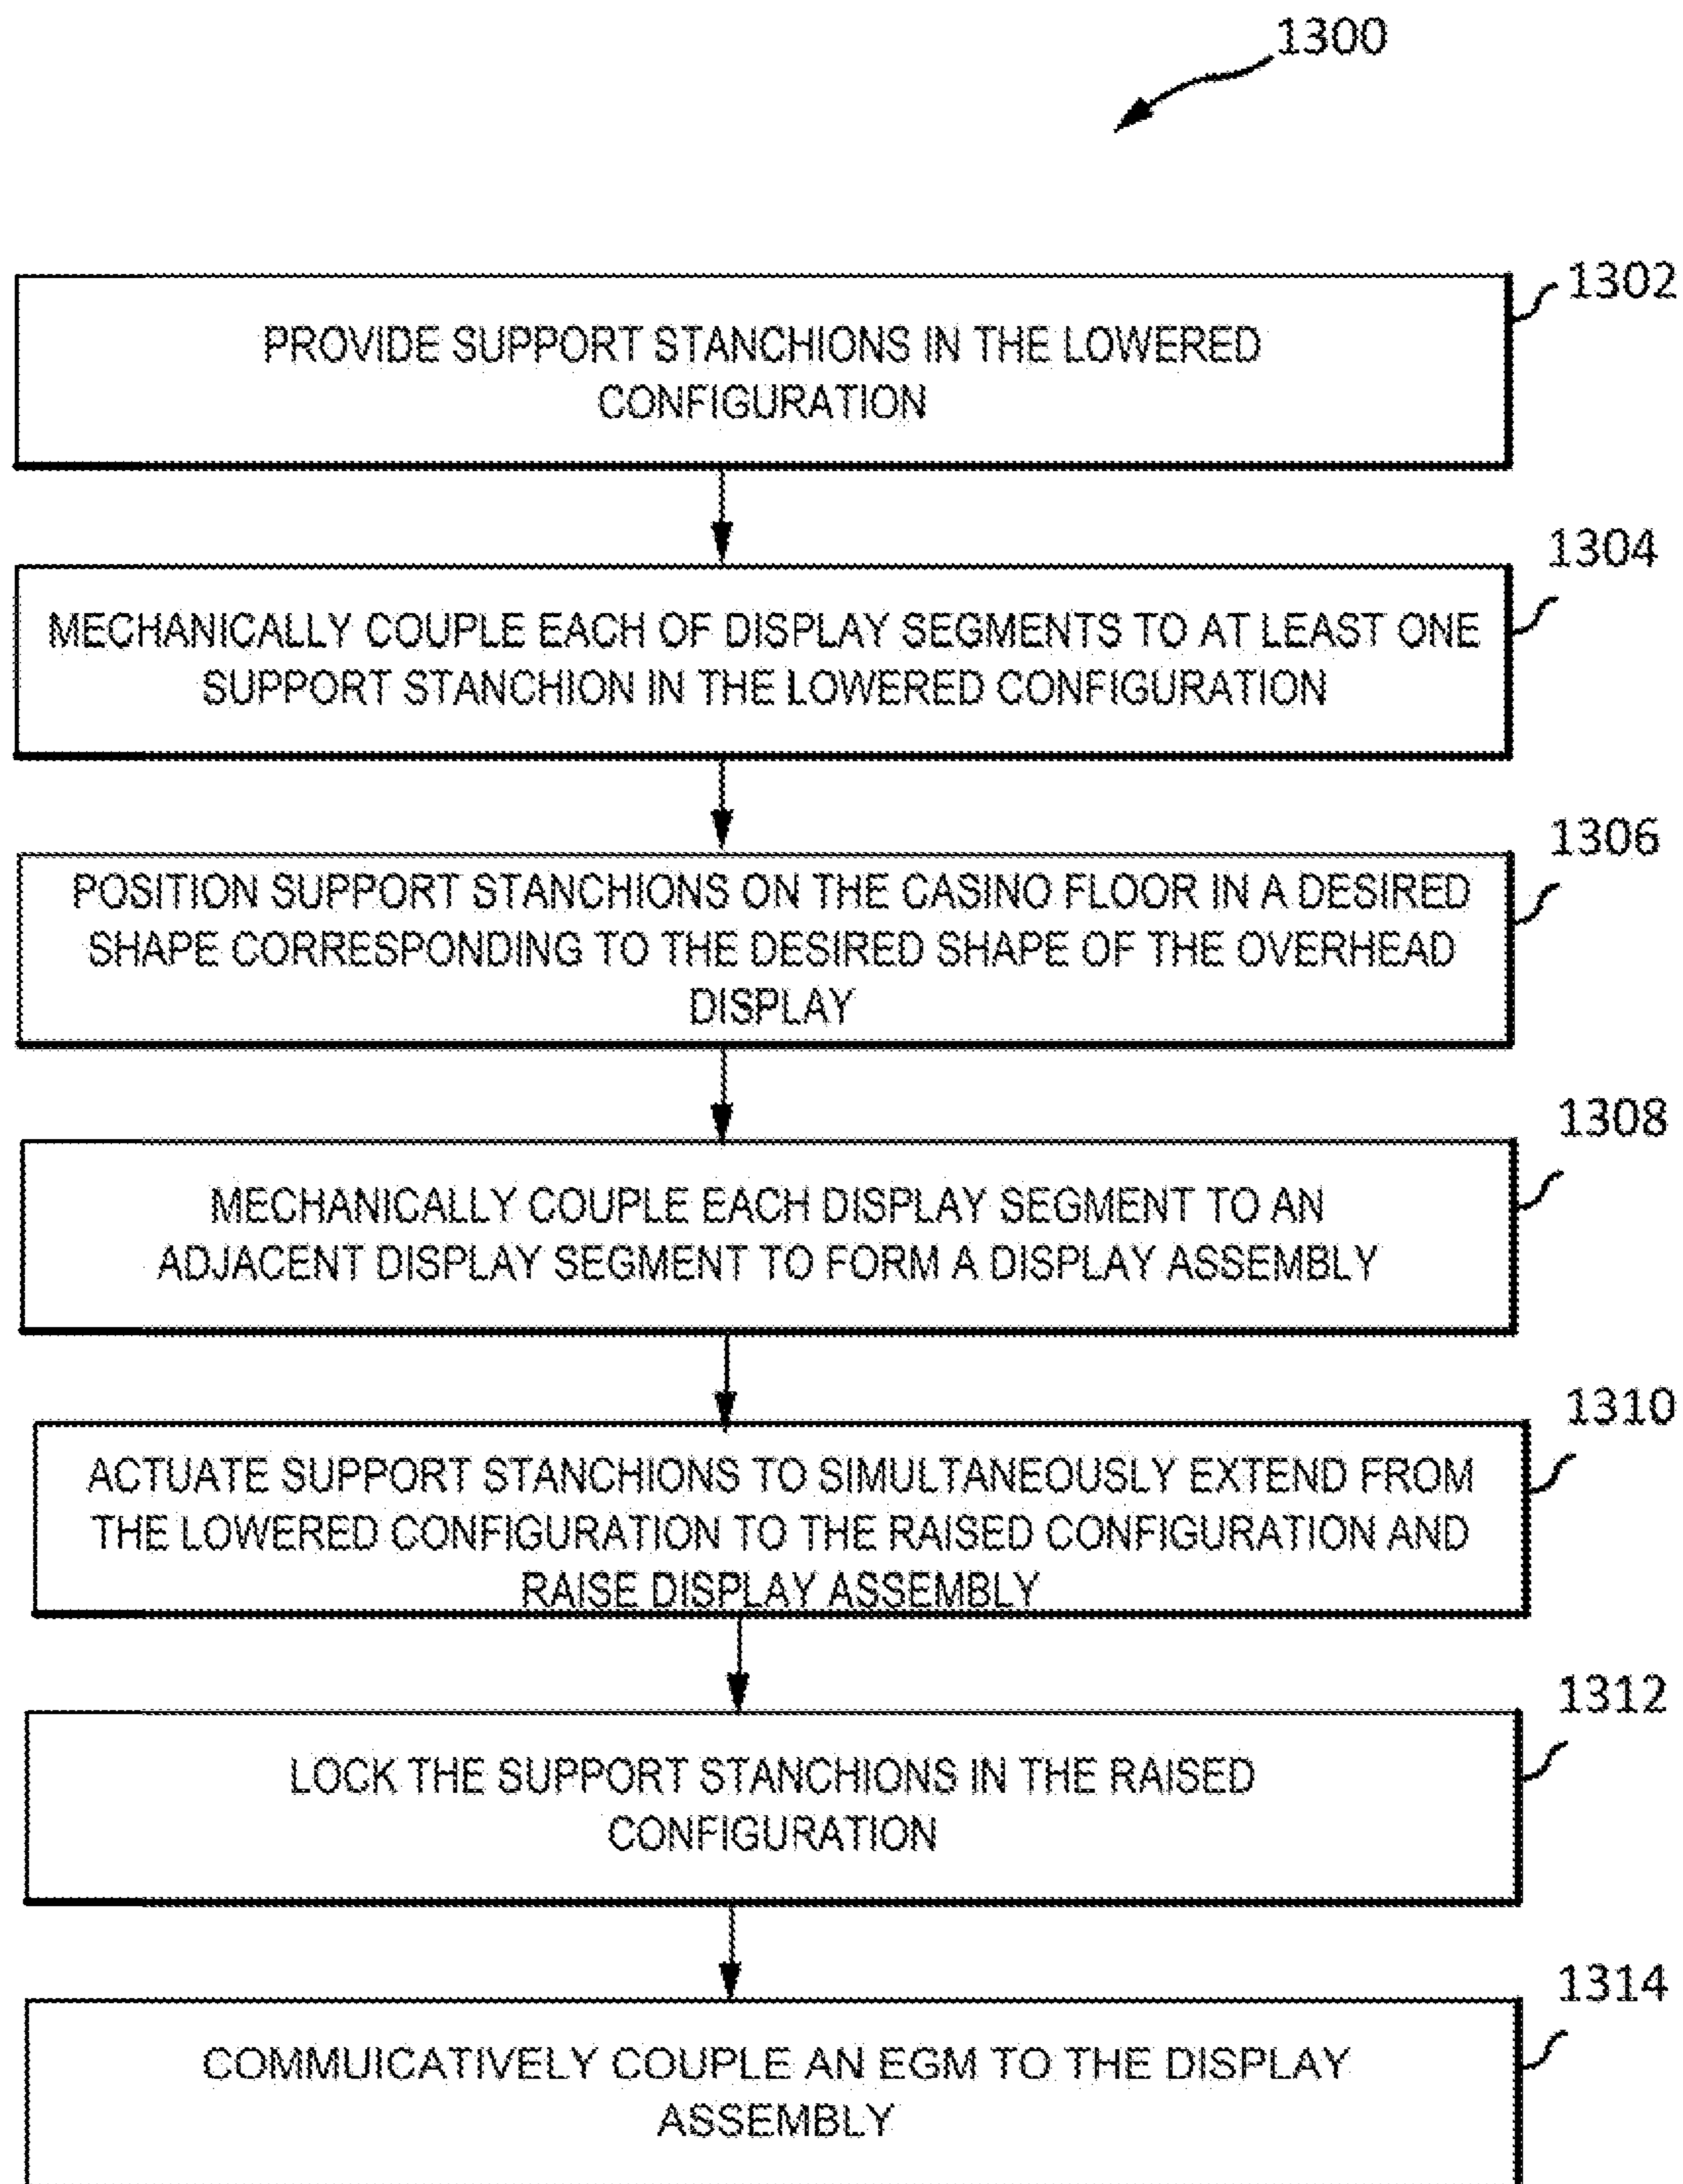 1300
1302
PROVIDE SUPPORT STANCHIONS IN THE LOWERED
CONFIGURATION
1304
MECHANICALLY COUPLE EACH OF DISPLAY SEGMENTS TO AT LEAST ONE
SUPPORT STANCHION IN THE LOWERED CONFIGURATION
1306
POSITION SUPPORT STANCHIONS ON THE CASINO FLOOR IN A DESIRED
SHAPE CORRESPONDING TO THE DESIRED SHAPE OF THE OVERHEAD
DISPLAY
1308
MECHANICALLY COUPLE EACH DISPLAY SEGMENT TO AN
ADJACENT DISPLAY SEGMENT TO FORM A DISPLAY ASSEMBLY
1310
ACTUATE SUPPORT STANCHIONS TO SIMULTANEOUSLY EXTEND FROM
THE LOWERED CONFIGURATION TO THE RAISED CONFIGURATION AND
RAISE DISPLAY ASSEMBLY
1312
LOCK THE SUPPORT STANCHIONS IN THE RAISED
CONFIGURATION
1314
COMMUICATIVELY COUPLE AN EGM TO THE DISPLAY
ASSEMBLY